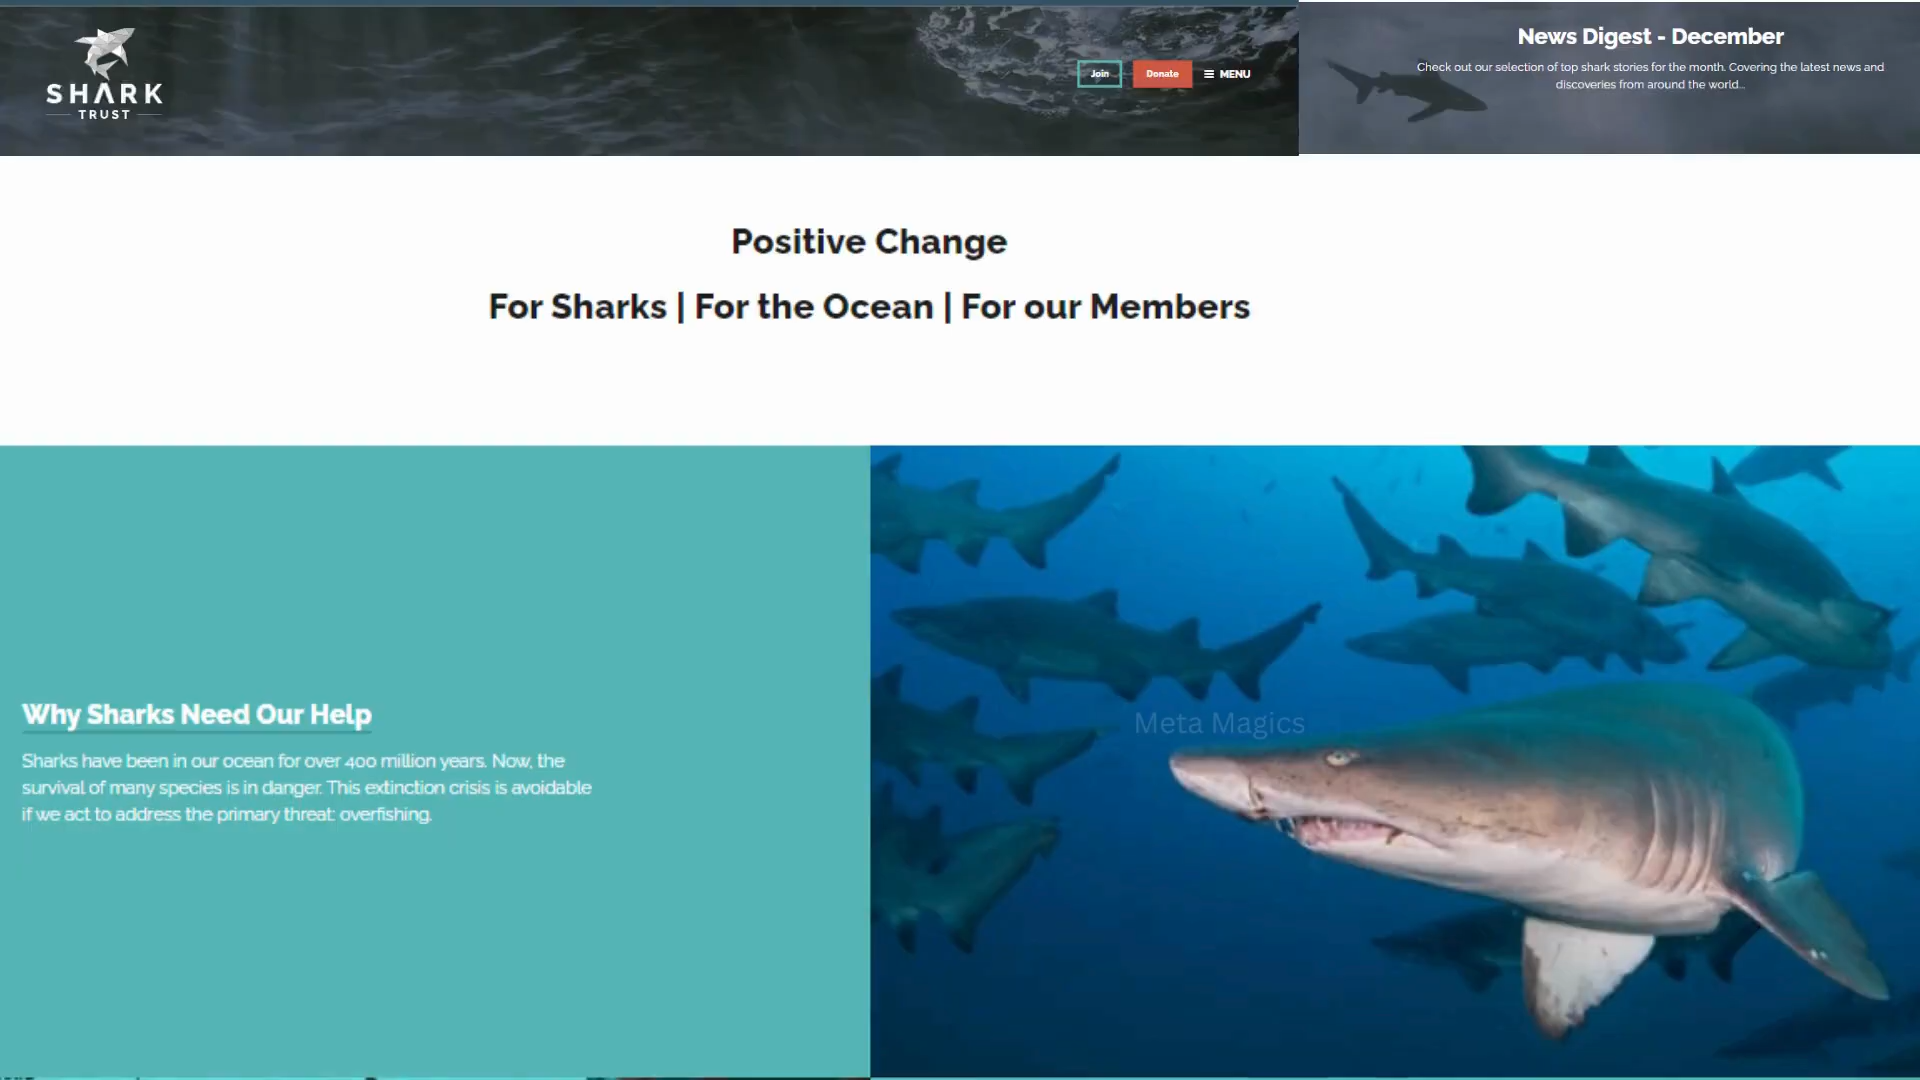 SHARK
TRUST
Join
Donate
MENU
News Digest - December
Check out our selection of top shark stories for the month. Covering the latest news and
discoveries from around the world...
Positive Change
For Sharks | For the Ocean | For our Members
Why Sharks Need Our Help
Sharks have been in our ocean for over 400 million years. Now, the
survival of many species is in danger. This extinction crisis is avoidable
if we act to address the primary threat: overfishing.
Meta Magics